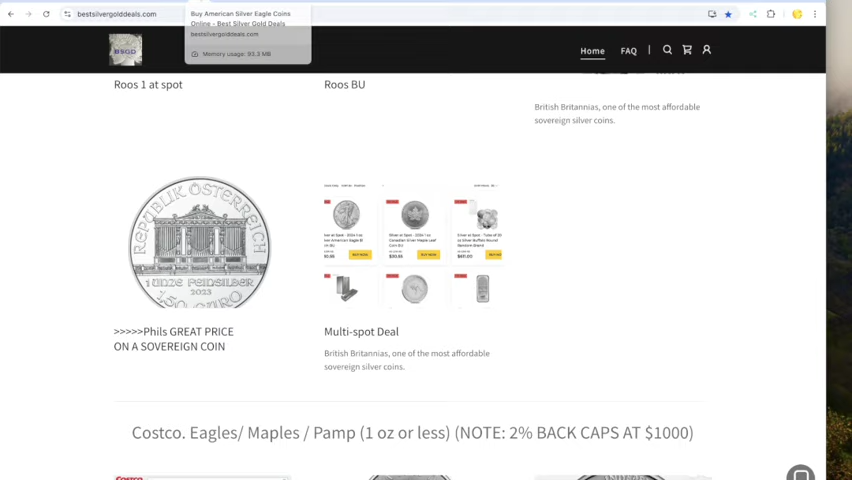 bestsilvergolddeals.com
Buy American Silver Eagle Coins
Online - Best Silver Gold Deals
bestsilvergolddeals.com
Memory usage: 93.3 MB
BSGD
Home
FAQ
Roos 1 at spot
Roos BU
British Britannias, one of the most affordable
sovereign silver coins.
REPUBLIK ÖSTERREICH
1 UNZE FEINSILBER
2023
1,50 EURO
>>>>>Phils GREAT PRICE
ON A SOVEREIGN COIN
Multi-spot Deal
British Britannias, one of the most affordable
sovereign silver coins.
Costco. Eagles/ Maples / Pamp (1 oz or less) (NOTE: 2% BACK CAPS AT $1000)